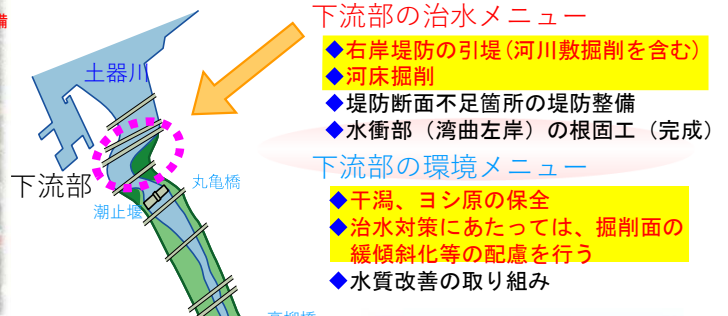 備
下流部の治水メニュー
◆右岸堤防の引堤(河川敷掘削を含む)
◆河床掘削
◆堤防断面不足箇所の堤防整備
◆水衝部（湾曲左岸）の根固工（完成）
下流部の環境メニュー
◆干潟、ヨシ原の保全
◆治水対策にあたっては、掘削面の
緩傾斜化等の配慮を行う
◆水質改善の取り組み
土器川
下流部
丸亀橋
潮止堰
高柳橋